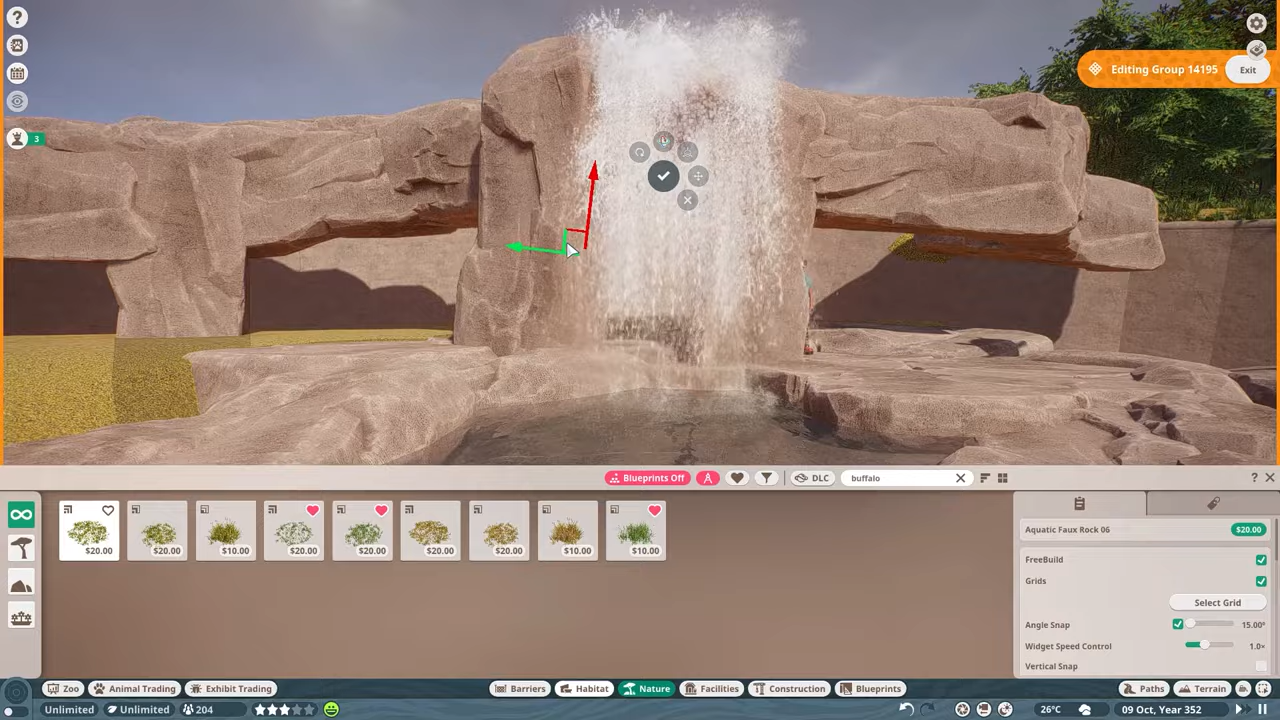 ?
Editing Group 14195
Exit
3
Blueprints Off
DLC
buffalo
?
$20.00
$20.00
$10.00
$20.00
$20.00
$20.00
$20.00
$10.00
$10.00
Aquatic Faux Rock 06
$20.00
FreeBuild
Grids
Select Grid
Angle Snap
15.00°
Widget Speed Control
1.0×
Vertical Snap
Zoo
Animal Trading
Exhibit Trading
Barriers
Habitat
Nature
Facilities
Construction
Blueprints
Paths
Terrain
Unlimited
Unlimited
204
26°C
09 Oct, Year 352